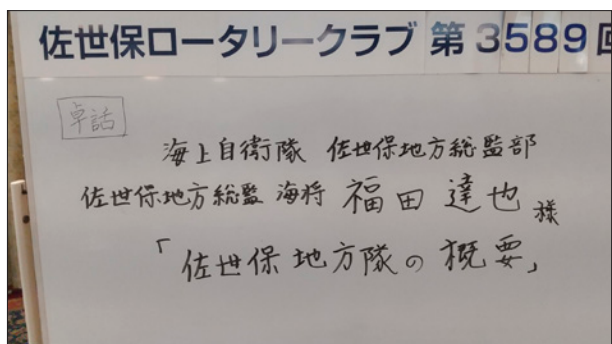 佐世保ロータリークラブ 第3589回
卓話
海上自衛隊 佐世保地方総監部
佐世保地方総監 海将 福田達也様
「佐世保地方隊の概要」